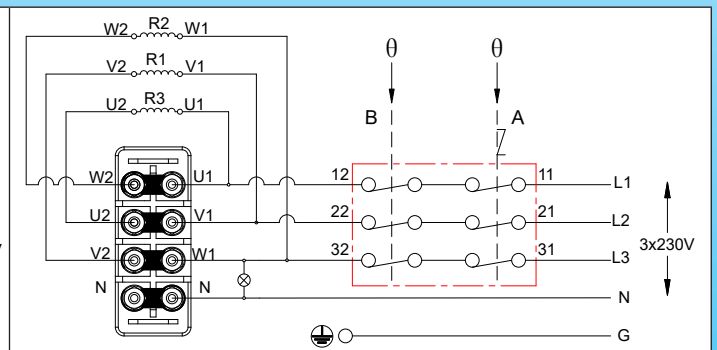 W2 R2 W1
V2 R1 V1
U2 R3 U1
θ θ
B A
W2 U1 12 11 L1
U2 V1 22 21 L2
3x230V
V2 W1 32 31 L3
N N N
G